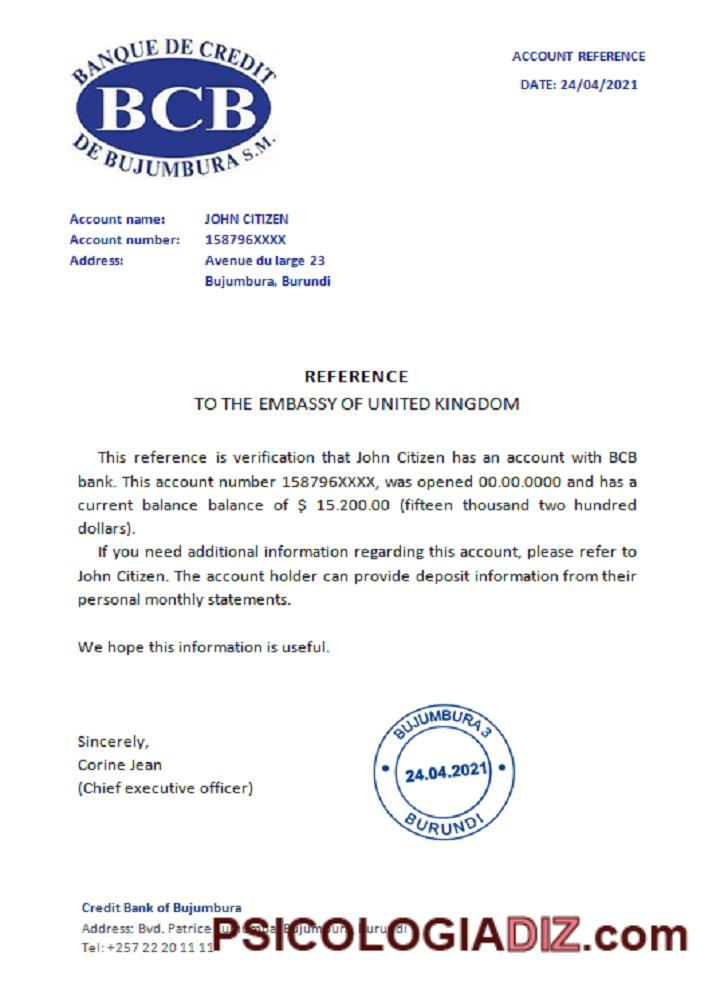 BANQUE DE CREDIT
BCB
DE BUJUMBURA S.M.
ACCOUNT REFERENCE
DATE: 24/04/2021
Account name: JOHN CITIZEN
Account number: 158796XXXX
Address: Avenue du large 23
Bujumbura, Burundi
REFERENCE
TO THE EMBASSY OF UNITED KINGDOM
This reference is verification that John Citizen has an account with BCB
bank. This account number 158796XXXX, was opened 00.00.0000 and has a
current balance balance of $ 15.200.00 (fifteen thousand two hundred
dollars).
If you need additional information regarding this account, please refer to
John Citizen. The account holder can provide deposit information from their
personal monthly statements.
We hope this information is useful.
Sincerely,
Corine Jean
(Chief executive officer)
BUJUMBURA 3
24.04.2021
BURUNDI
Credit Bank of Bujumbura
Address: Bvd. Patrice Lumumba, Bujumbura, Burundi
Tel: +257 22 20 11 11
PSICOLOGIADIZ.com